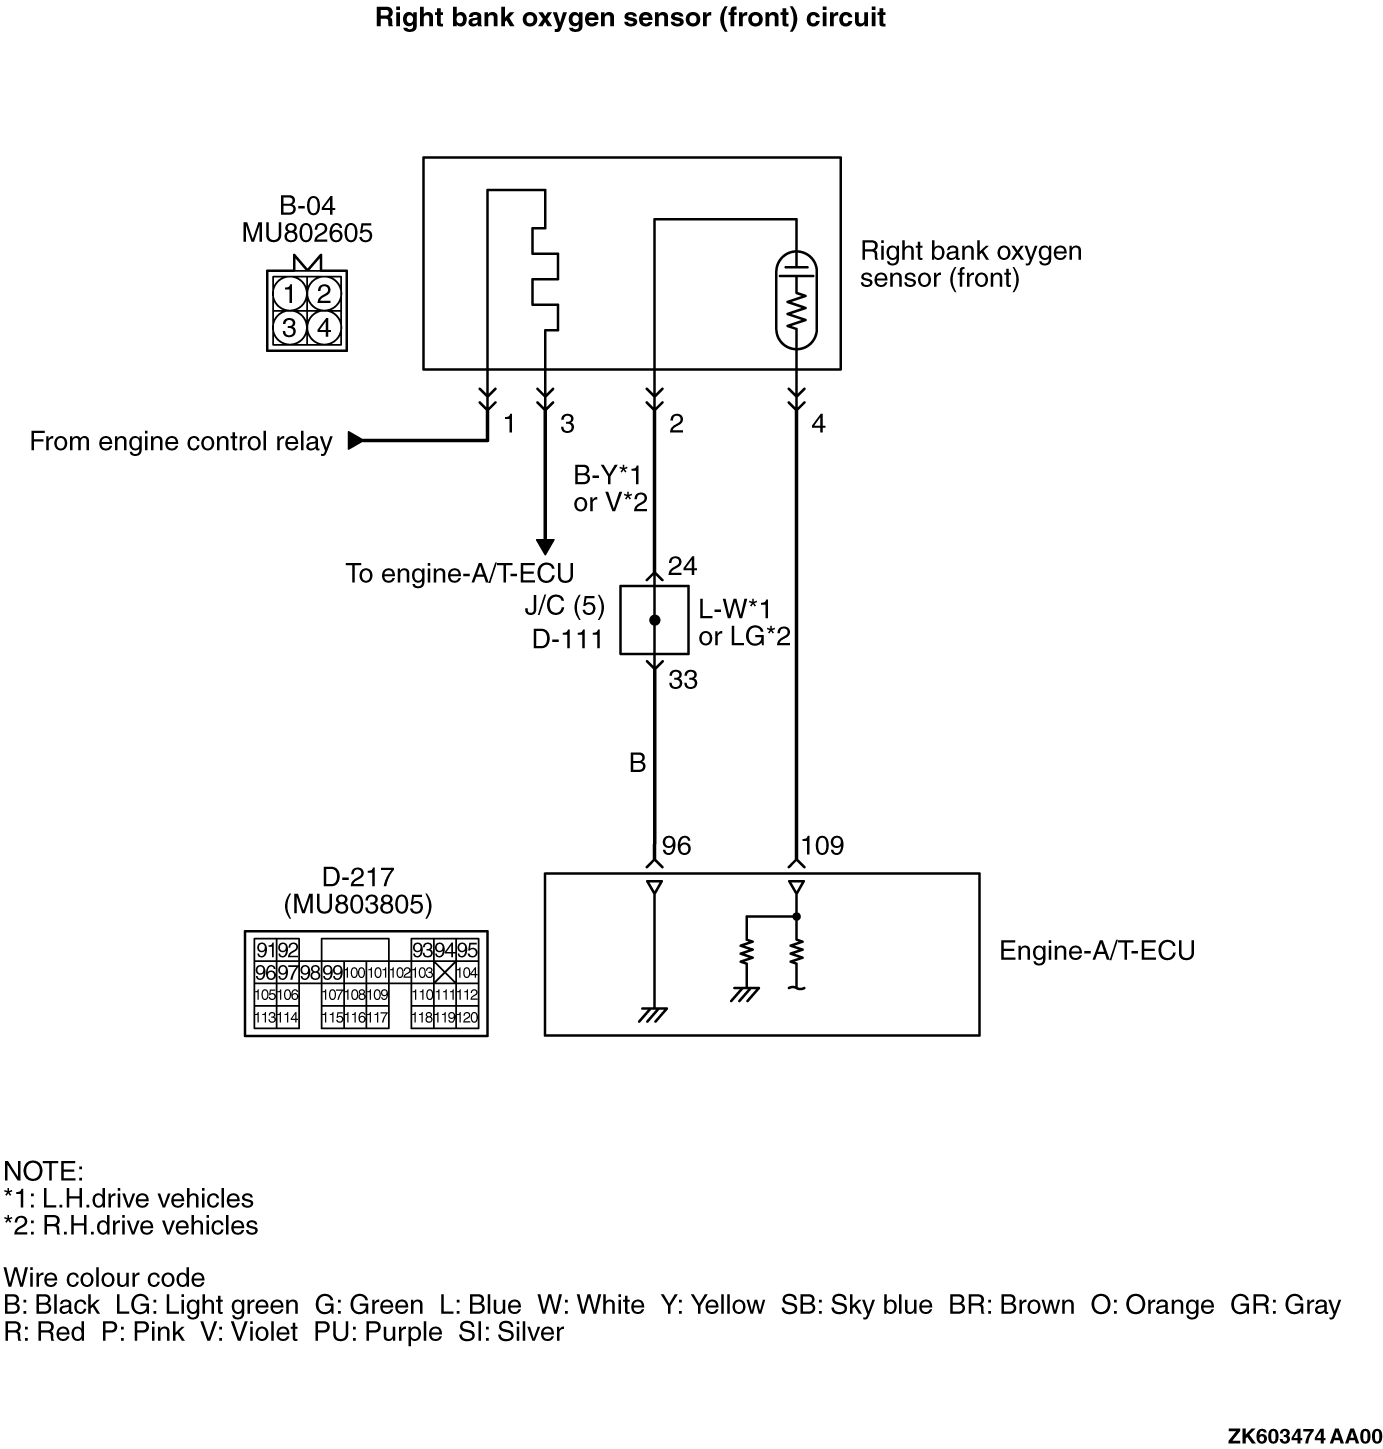 Right bank oxygen sensor (front) circuit
B-04
MU802605
1 2
3 4
Right bank oxygen
sensor (front)
1 3 2 4
From engine control relay
B-Y*1
or V*2
24
To engine-A/T-ECU
J/C (5)
D-111
L-W*1
or LG*2
33
B
96 109
D-217
(MU803805)
91 92 93 94 95
96 97 98 99 100 101 102 103 104
105 106 107 108 109 110 111 112
113 114 115 116 117 118 119 120
Engine-A/T-ECU
NOTE:
*1: L.H.drive vehicles
*2: R.H.drive vehicles
Wire colour code
B: Black LG: Light green G: Green L: Blue W: White Y: Yellow SB: Sky blue BR: Brown O: Orange GR: Gray
R: Red P: Pink V: Violet PU: Purple SI: Silver
ZK603474 AA00